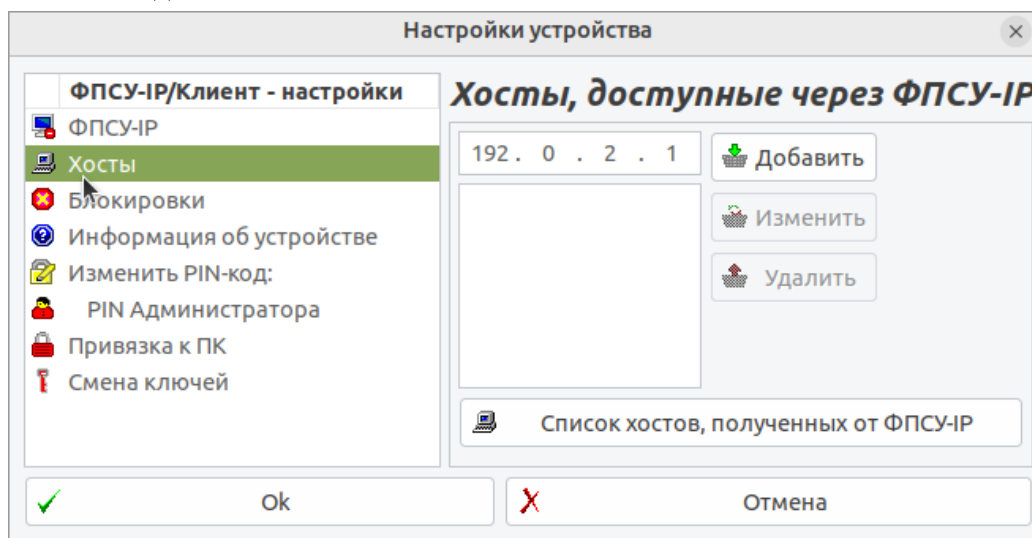 Настройки устройства
ФПСУ-IP/Клиент - настройки
ФПСУ-IP
Хосты
Блокировки
Информация об устройстве
Изменить PIN-код:
PIN Администратора
Привязка к ПК
Смена ключей
Хосты, доступные через ФПСУ-IP
192 . 0 . 2 . 1
Добавить
Изменить
Удалить
Список хостов, полученных от ФПСУ-IP
Ok
Отмена